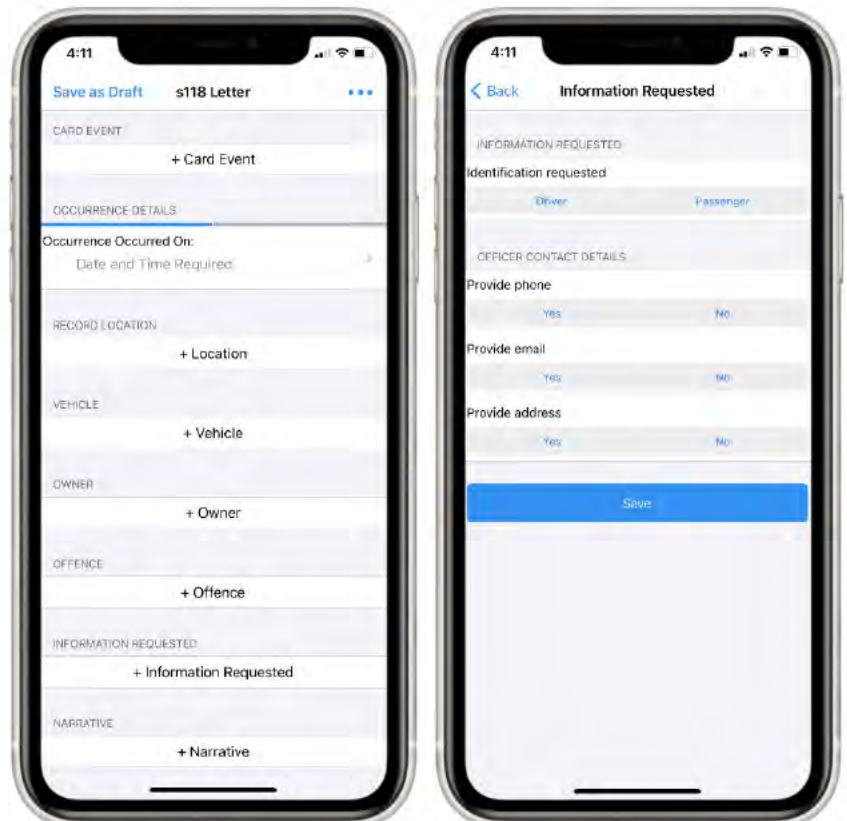 4:11
Save as Draft s118 Letter
CARD EVENT
+ Card Event
OCCURRENCE DETAILS
Occurrence Occurred On:
Date and Time Required
RECORD LOCATION
+ Location
VEHICLE
+ Vehicle
OWNER
+ Owner
OFFENCE
+ Offence
INFORMATION REQUESTED
+ Information Requested
NARRATIVE
+ Narrative
4:11
Back Information Requested
INFORMATION REQUESTED
Identification requested
Driver Passenger
OFFICER CONTACT DETAILS
Provide phone
Yes No
Provide email
Yes No
Provide address
Yes No
Save